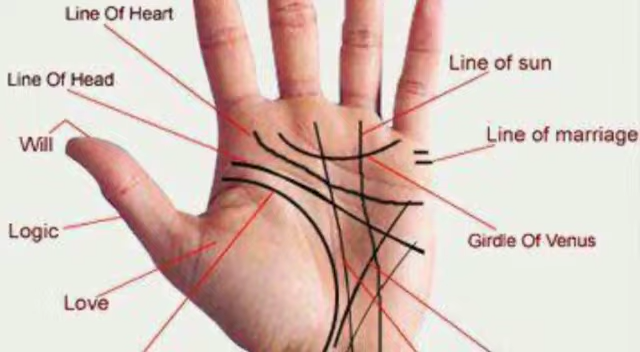 Line Of Heart
Line of sun
Line Of Head
Line of marriage
Will
Logic
Girdle Of Venus
Love